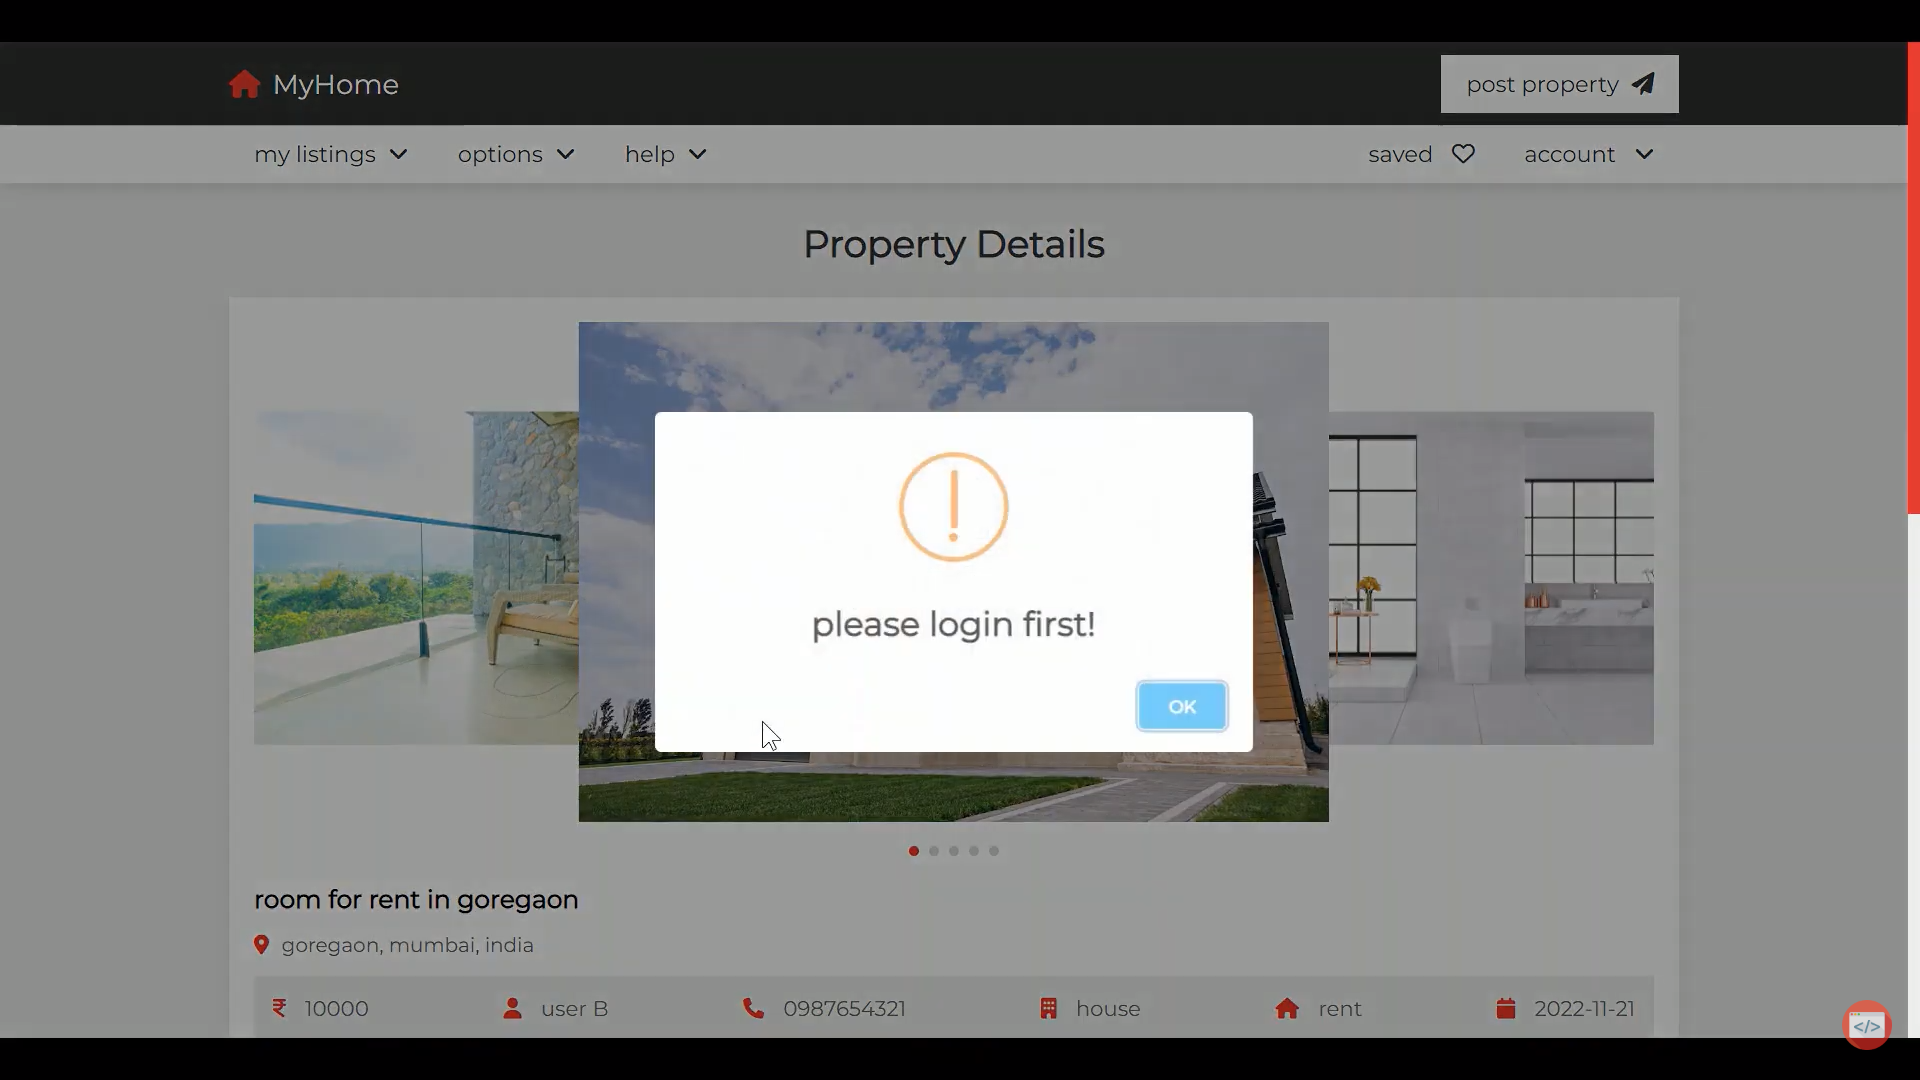 MyHome
post property
my listings
options
help
saved
account
Property Details
please login first!
OK
room for rent in goregaon
goregaon, mumbai, india
₹ 10000
user B
0987654321
house
rent
2022-11-21
</>